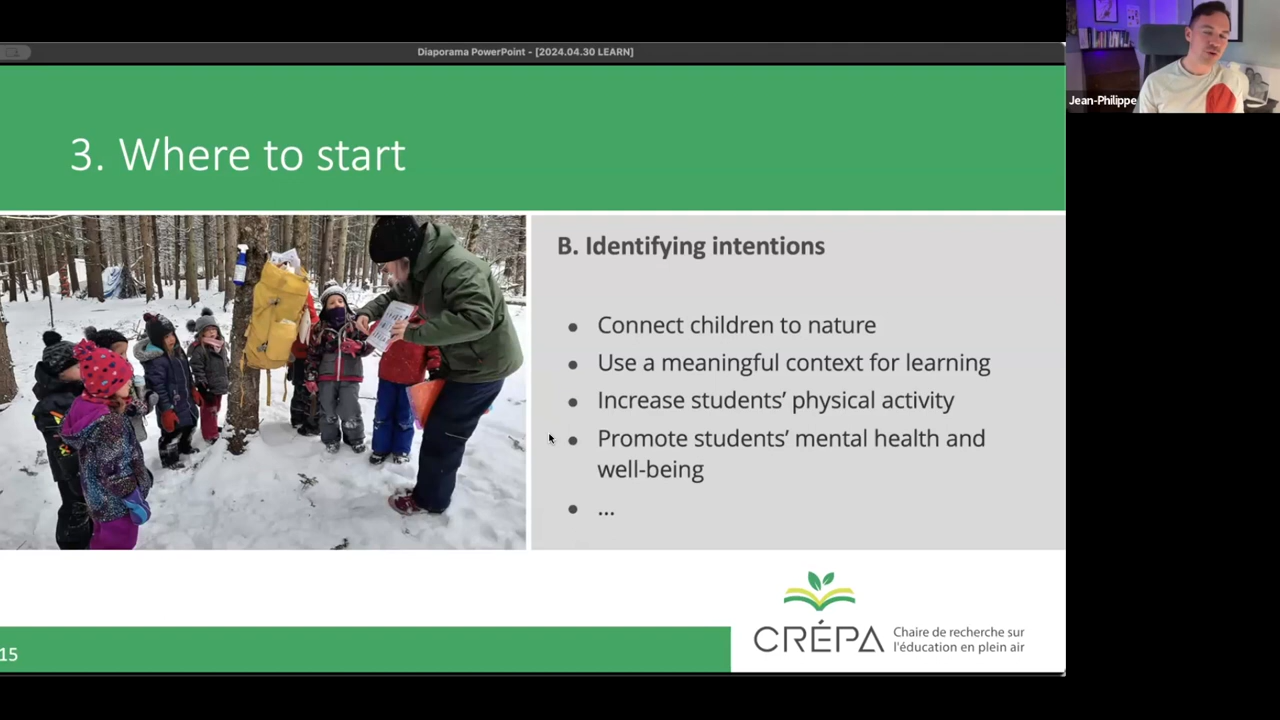 Diaporama PowerPoint - [2024.04.30 LEARN]
Jean-Philippe
3. Where to start
B. Identifying intentions
• Connect children to nature
• Use a meaningful context for learning
• Increase students’ physical activity
• Promote students’ mental health and
well-being
• ...
CRÉPA
Chaire de recherche sur
l'éducation en plein air
15